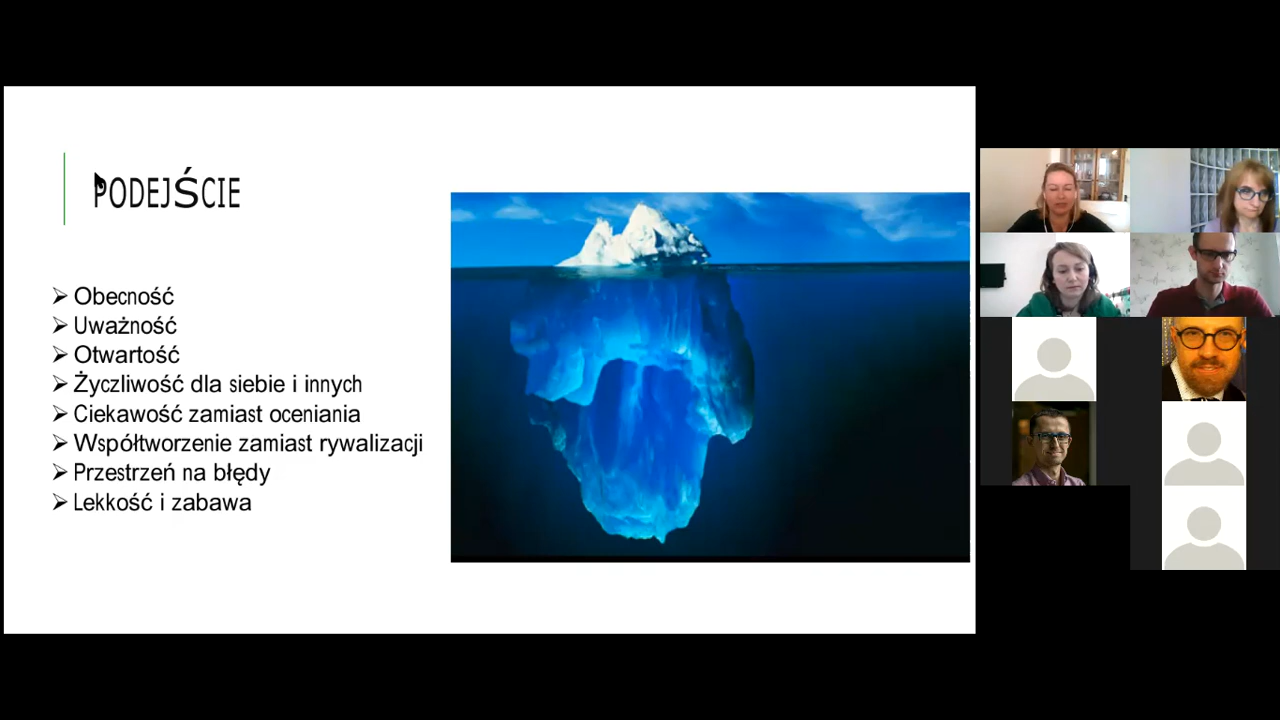 PODEJŚCIE
Obecność
Uważność
Otwartość
Życzliwość dla siebie i innych
Ciekawość zamiast oceniania
Współtworzenie zamiast rywalizacji
Przestrzeń na błędy
Lekkość i zabawa